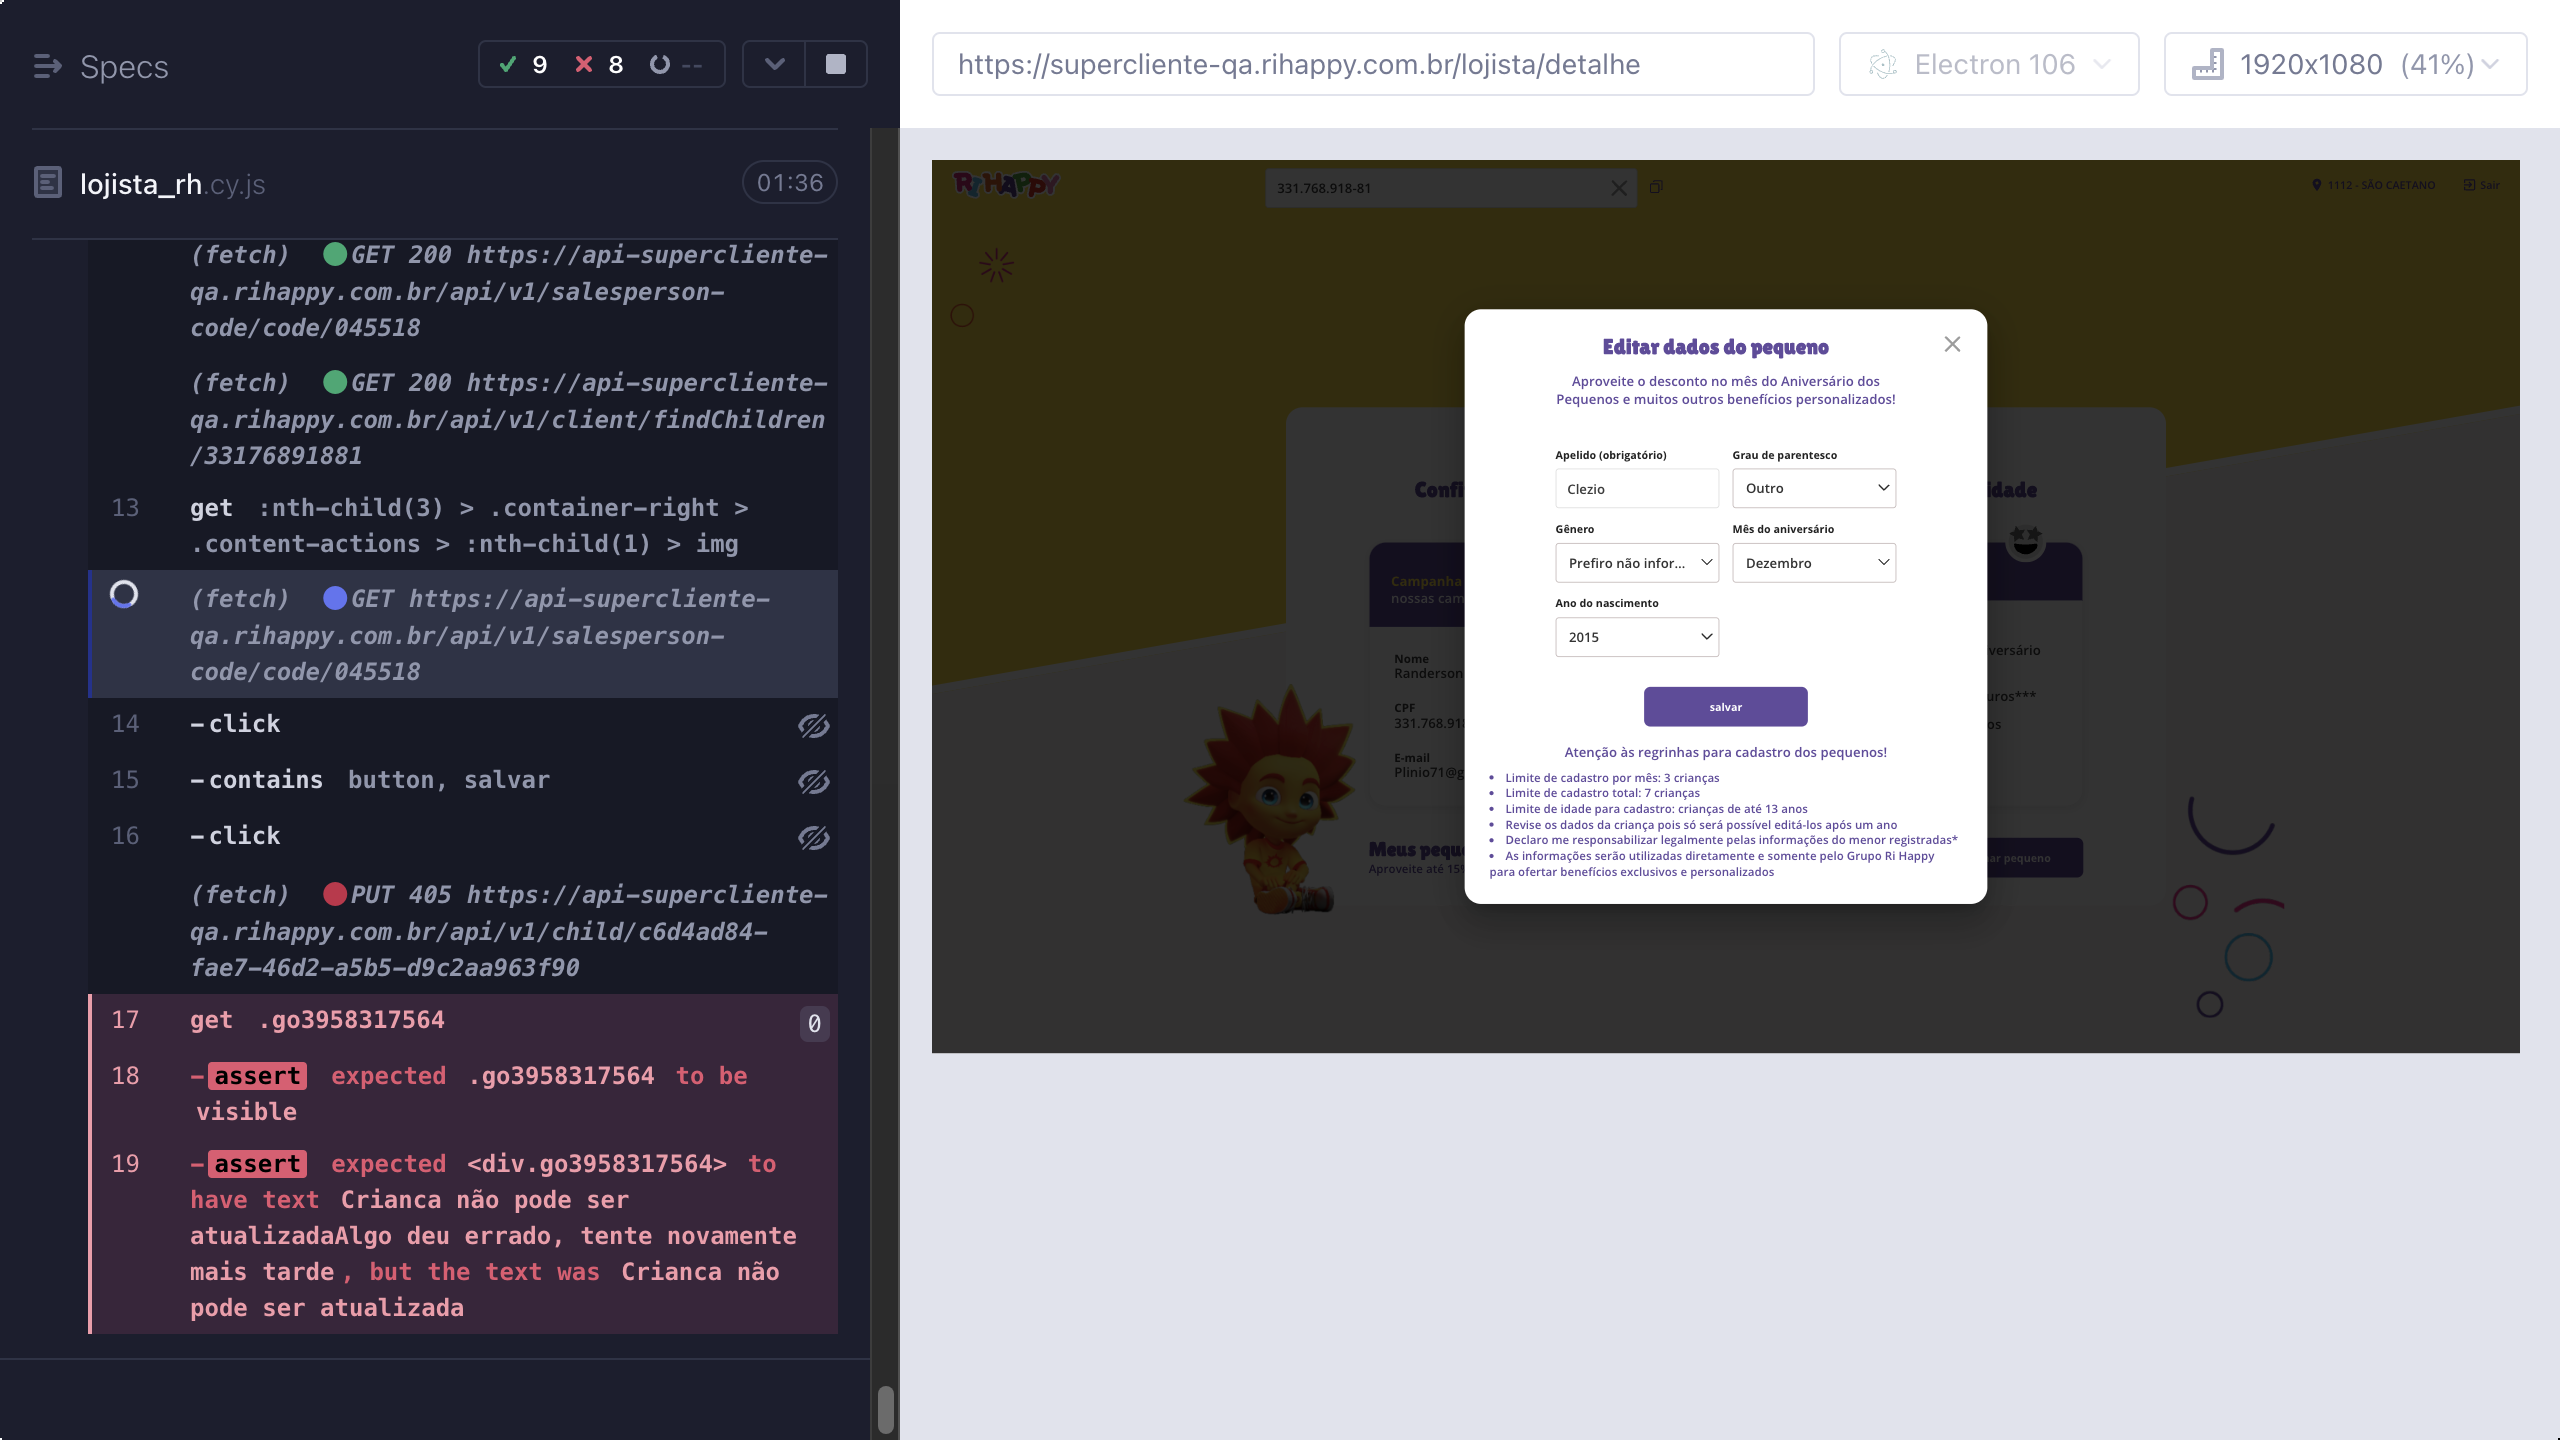 Specs
9 8 --
lojista_rh.cy.js 01:36
(fetch) GET 200 https://api-supercliente-
qa.rihappy.com.br/api/v1/salesperson-
code/code/045518
(fetch) GET 200 https://api-supercliente-
qa.rihappy.com.br/api/v1/client/findChildren
/33176891881
13 get :nth-child(3) > .container-right >
.content-actions > :nth-child(1) > img
(fetch) GET https://api-supercliente-
qa.rihappy.com.br/api/v1/salesperson-
code/code/045518
14 -click
15 -contains button, salvar
16 -click
(fetch) PUT 405 https://api-supercliente-
qa.rihappy.com.br/api/v1/child/c6d4ad84-
fae7-46d2-a5b5-d9c2aa963f90
17 get .go3958317564 0
18 -assert expected .go3958317564 to be
visible
19 -assert expected <div.go3958317564> to
have text Crianca não pode ser
atualizadaAlgo deu errado, tente novamente
mais tarde, but the text was Crianca não
pode ser atualizada
https://supercliente-qa.rihappy.com.br/lojista/detalhe
Electron 106
1920x1080 (41%)
RI HAPPY
331.768.918-81
1112 - SÃO CAETANO
Sair
Confi
idade
Campanha
nossas cam
Nome
Randerson
CPF
331.768.918
E-mail
Plinio71@g
versário
uros***
os
Meus peque
Aproveite até 15%
ar pequeno
Editar dados do pequeno
Aproveite o desconto no mês do Aniversário dos
Pequenos e muitos outros benefícios personalizados!
Apelido (obrigatório) Grau de parentesco
Clezio Outro
Gênero Mês do aniversário
Prefiro não infor... Dezembro
Ano do nascimento
2015
salvar
Atenção às regrinhas para cadastro dos pequenos!
• Limite de cadastro por mês: 3 crianças
• Limite de cadastro total: 7 crianças
• Limite de idade para cadastro: crianças de até 13 anos
• Revise os dados da criança pois só será possível editá-los após um ano
• Declaro me responsabilizar legalmente pelas informações do menor registradas*
• As informações serão utilizadas diretamente e somente pelo Grupo Ri Happy
para ofertar benefícios exclusivos e personalizados